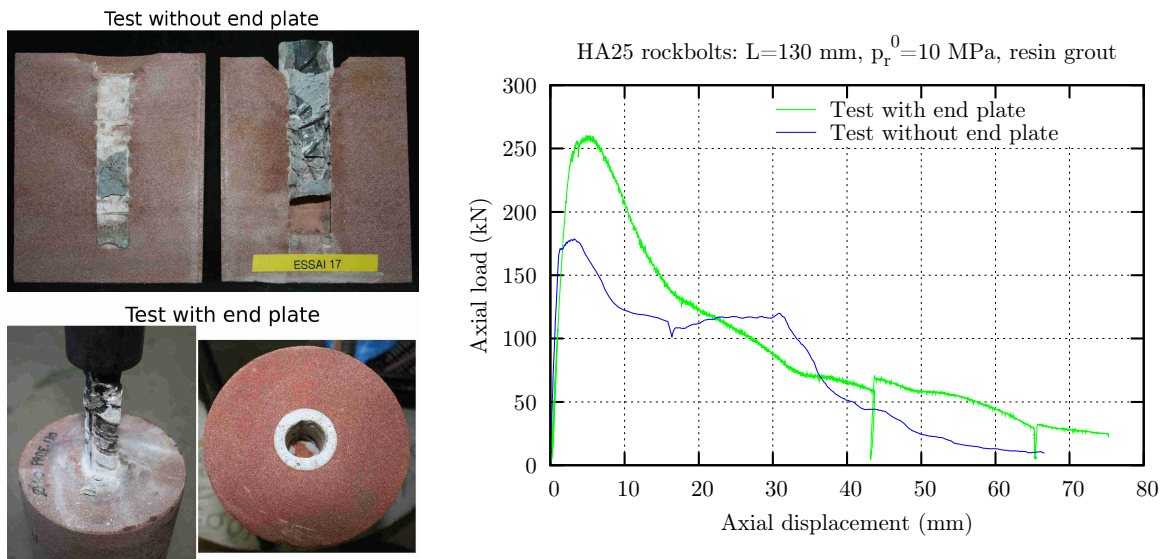 Test without end plate
ESSAI 17
Test with end plate
HA25 rockbolts: L=130 mm, p_r^0=10 MPa, resin grout
Test with end plate
Test without end plate
Axial load (kN)
300
250
200
150
100
50
0
0 10 20 30 40 50 60 70 80
Axial displacement (mm)